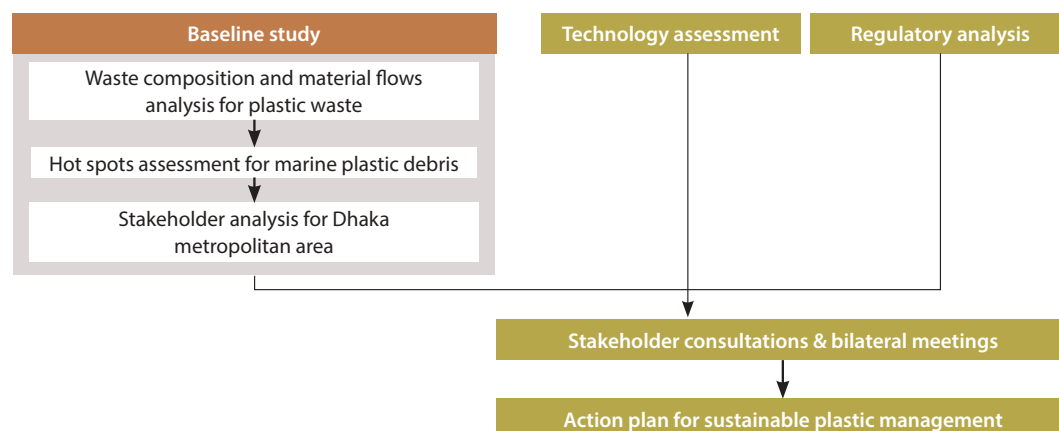 Baseline study
Waste composition and material flows
analysis for plastic waste
Hot spots assessment for marine plastic debris
Stakeholder analysis for Dhaka
metropolitan area
Technology assessment
Regulatory analysis
Stakeholder consultations & bilateral meetings
Action plan for sustainable plastic management